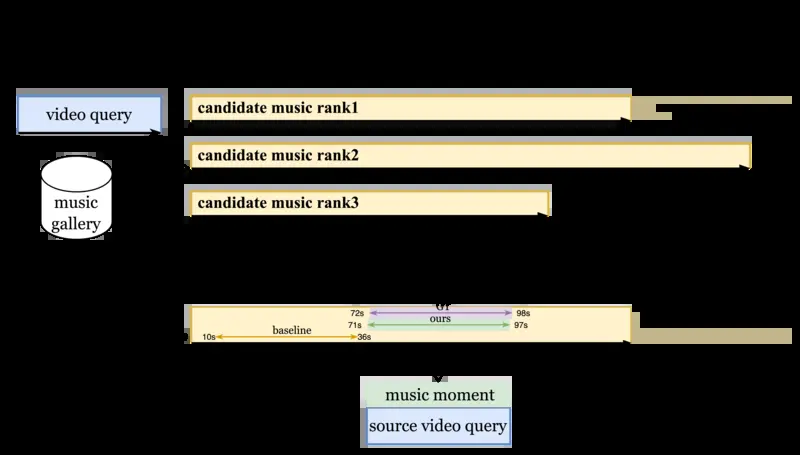 video query
candidate music rank1
candidate music rank2
music
gallery
candidate music rank3
72s
GT
98s
71s
ours
97s
10s
baseline
36s
music moment
source video query